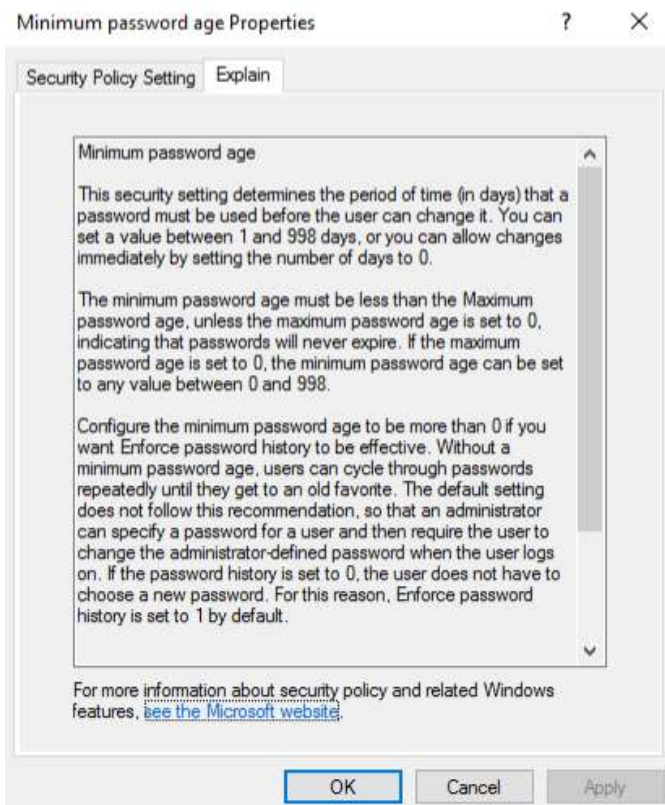 Minimum password age Properties
?
Security Policy Setting
Explain
Minimum password age
This security setting determines the period of time (in days) that a
password must be used before the user can change it. You can
set a value between 1 and 998 days, or you can allow changes
immediately by setting the number of days to 0.
The minimum password age must be less than the Maximum
password age, unless the maximum password age is set to 0,
indicating that passwords will never expire. If the maximum
password age is set to 0, the minimum password age can be set
to any value between 0 and 998.
Configure the minimum password age to be more than 0 if you
want Enforce password history to be effective. Without a
minimum password age, users can cycle through passwords
repeatedly until they get to an old favorite. The default setting
does not follow this recommendation, so that an administrator
can specify a password for a user and then require the user to
change the administrator-defined password when the user logs
on. If the password history is set to 0, the user does not have to
choose a new password. For this reason, Enforce password
history is set to 1 by default.
For more information about security policy and related Windows
features, see the Microsoft website.
OK
Cancel
Apply